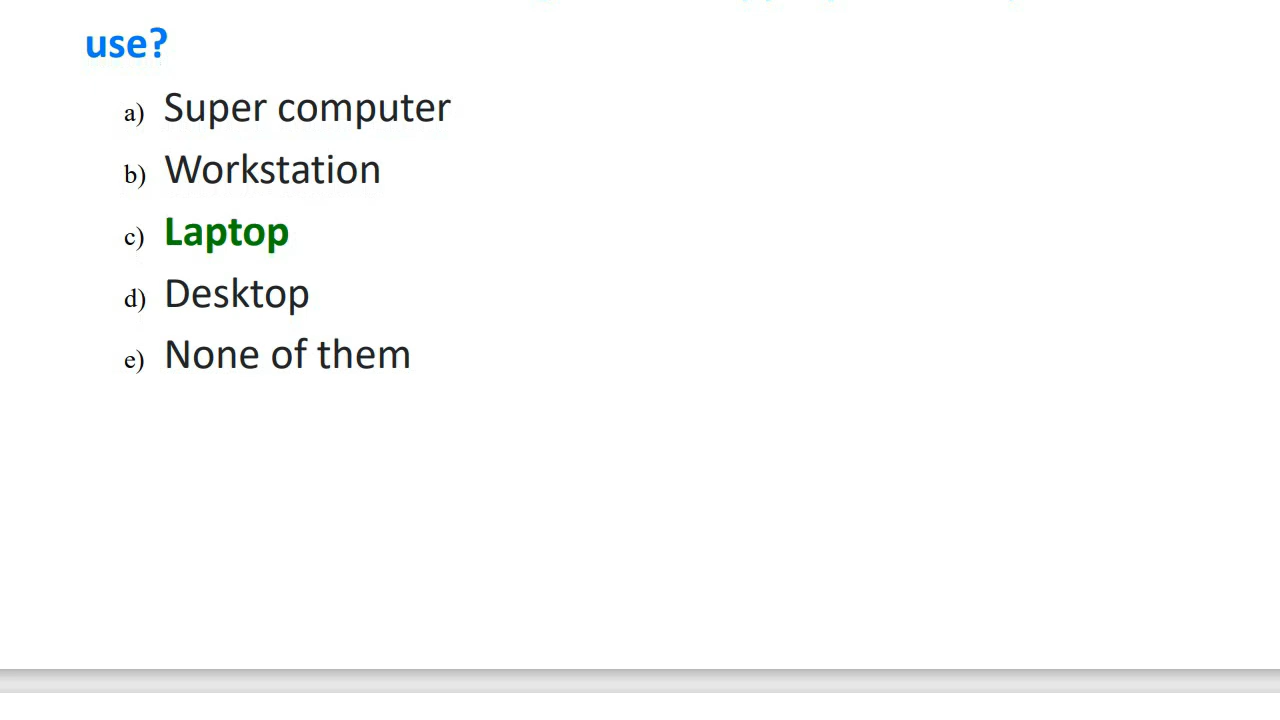 use?
a) Super computer
b) Workstation
c) Laptop
d) Desktop
e) None of them